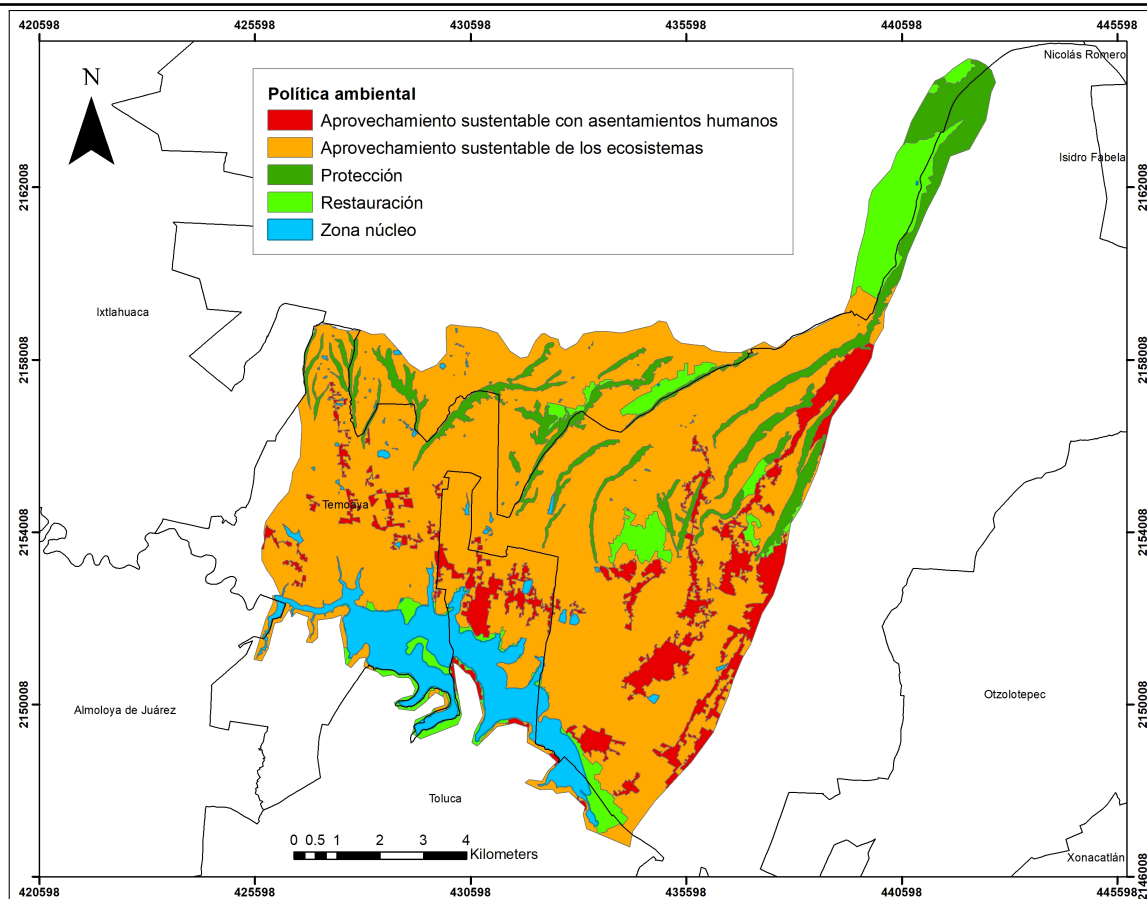 420598 425598 430598 435598 440598 445598
Nicolás Romero
N
Política ambiental
Aprovechamiento sustentable con asentamientos humanos
Aprovechamiento sustentable de los ecosistemas
Protección
Restauración
Zona núcleo
Isidro Fabela
2162008 2162008
Ixtlahuaca
2158008 2158008
Temoaya
2154008 2154008
Otzolotepec
2150008 2150008
Almoloya de Juárez
Toluca
0 0.5 1 2 3 4
Kilometers
Xonacatlán
2146008
420598 425598 430598 435598 440598 445598